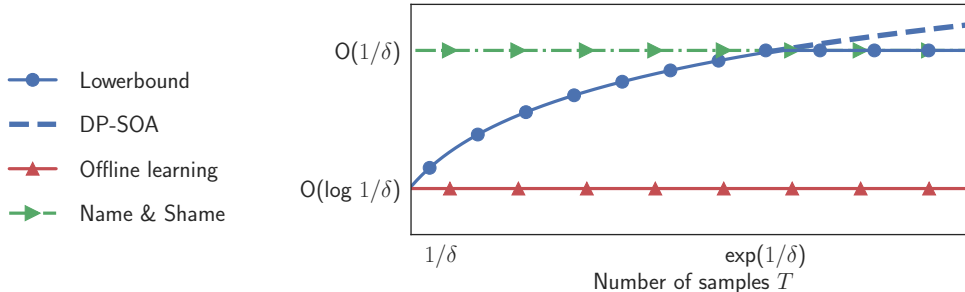 Lowerbound
DP-SOA
Offline learning
Name & Shame
O(1/δ)
O(log 1/δ)
1/δ
exp(1/δ)
Number of samples T